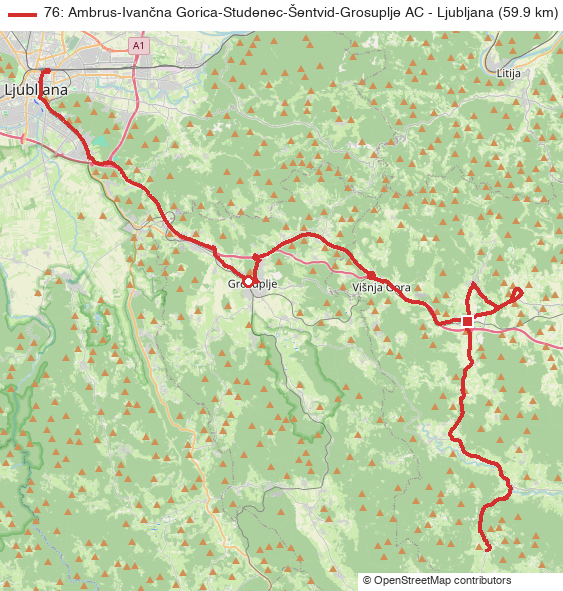 76: Ambrus-Ivančna Gorica-Studenec-Šentvid-Grosuplje AC - Ljubljana (59.9 km)
A1
Litija
Ljubljana
Grosuplje
Višnja Gora
© OpenStreetMap contributors